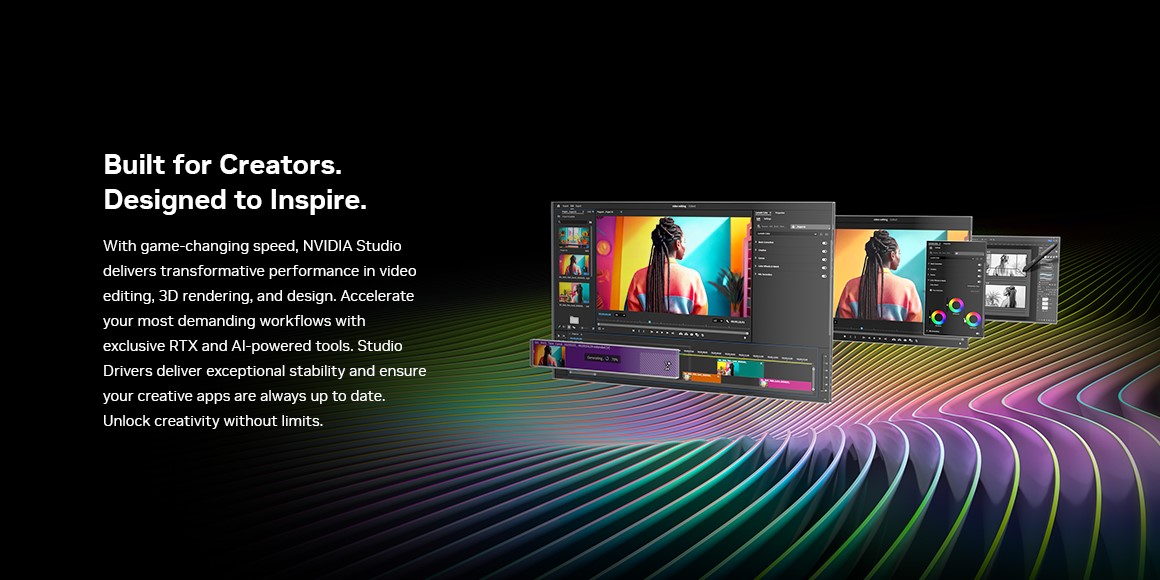 Built for Creators.
Designed to Inspire.
With game-changing speed, NVIDIA Studio
delivers transformative performance in video
editing, 3D rendering, and design. Accelerate
your most demanding workflows with
exclusive RTX and AI-powered tools. Studio
Drivers deliver exceptional stability and ensure
your creative apps are always up to date.
Unlock creativity without limits.